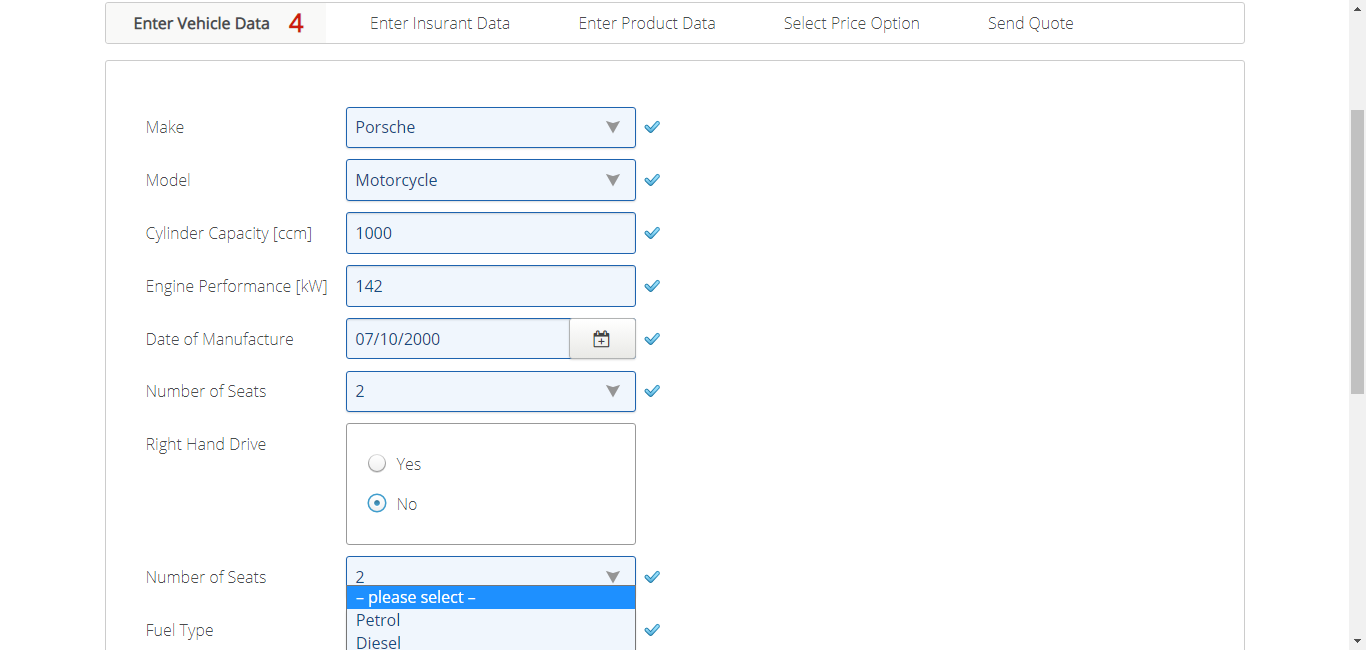 Enter Vehicle Data 4 Enter Insurant Data Enter Product Data Select Price Option Send Quote
Make Porsche
Model Motorcycle
Cylinder Capacity [ccm] 1000
Engine Performance [kW] 142
Date of Manufacture 07/10/2000
Number of Seats 2
Right Hand Drive
Yes
No
Number of Seats 2
– please select –
Petrol
Fuel Type
Diesel